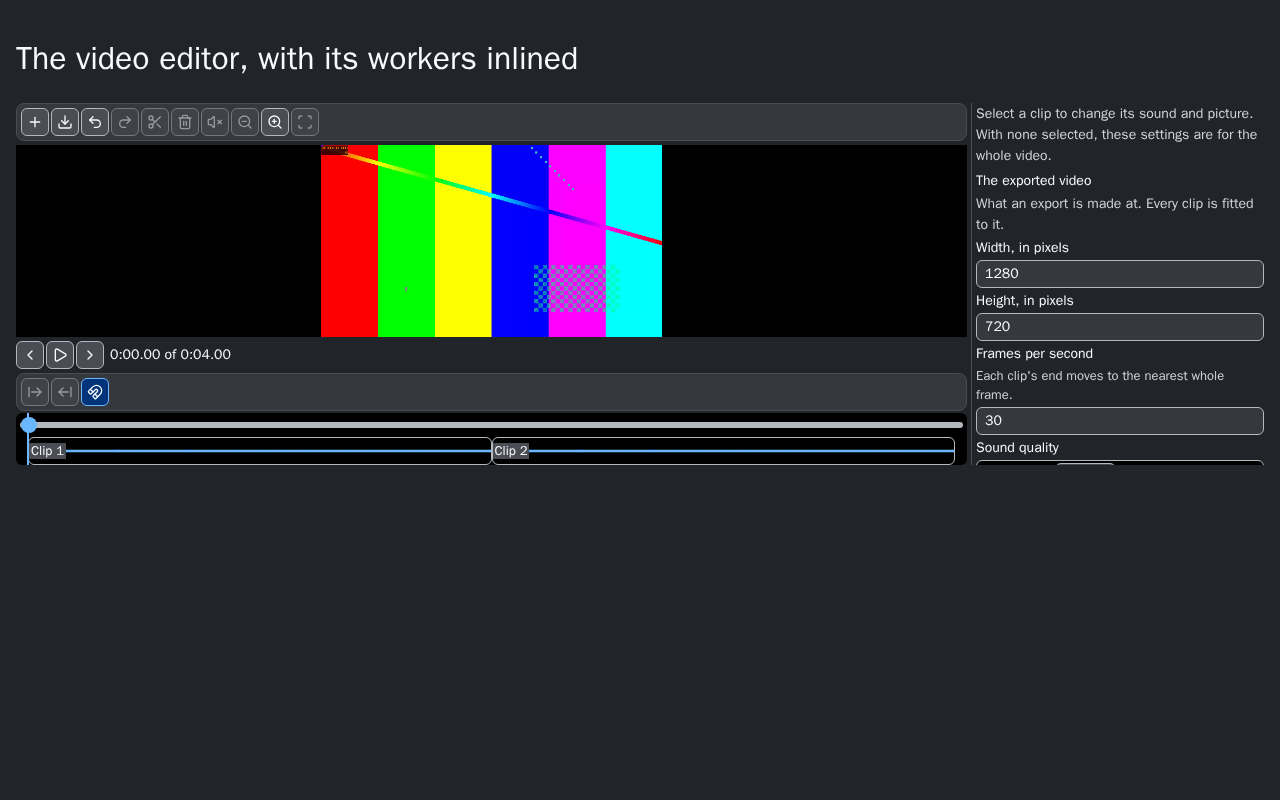 The video editor, with its workers inlined
Select a clip to change its sound and picture.
With none selected, these settings are for the
whole video.
The exported video
What an export is made at. Every clip is fitted
to it.
Width, in pixels
1280
Height, in pixels
720
Frames per second
Each clip's end moves to the nearest whole
frame.
30
Sound quality
0:00.00 of 0:04.00
Clip 1
Clip 2